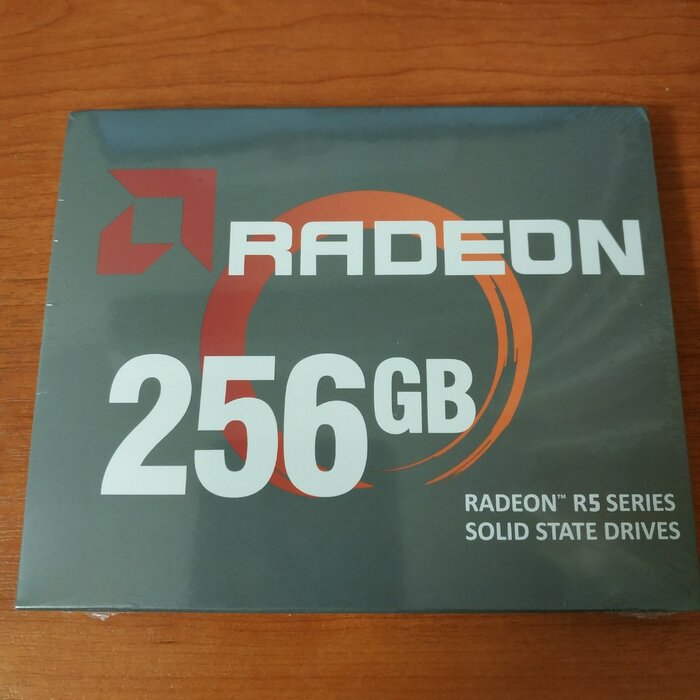 RADEON
256GB
RADEON™ R5 SERIES
SOLID STATE DRIVES